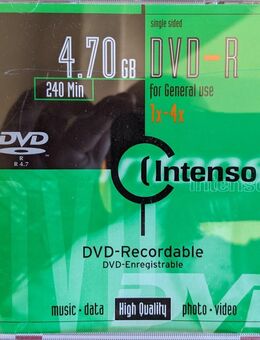 single sided
4.70 GB DVD-R
240 Min
for General use
1x-4x
DVD
R
R 4.7
Intenso
Intenso
DVD-Recordable
DVD-Enregistrable
music · data High Quality photo · video